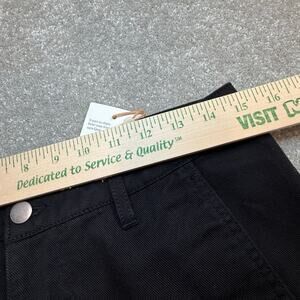 8 9 10 11 12 13 14 15 16
Dedicated to Service & Quality
VISIT